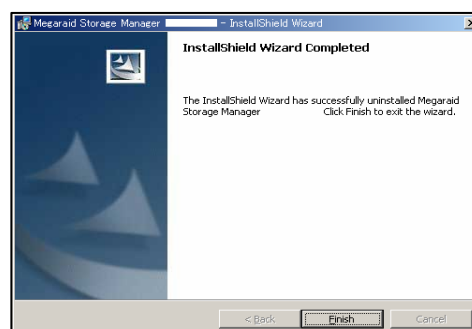 Megaraid Storage Manager - InstallShield Wizard
InstallShield Wizard Completed
The InstallShield Wizard has successfully uninstalled Megaraid
Storage Manager Click Finish to exit the wizard.
< Back Finish Cancel